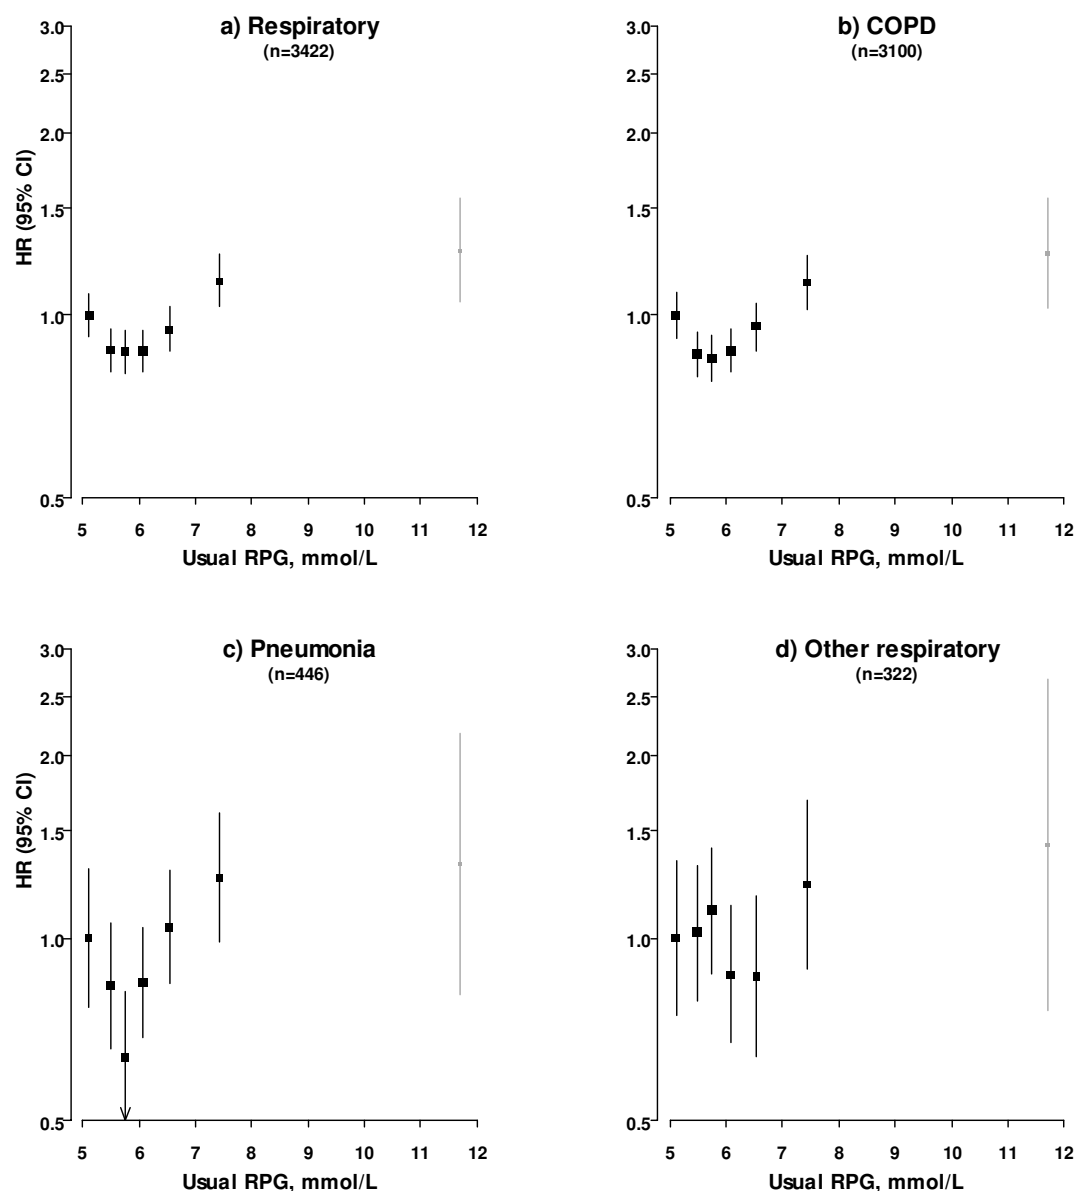 a) Respiratory
(n=3422)
HR (95% CI)
3.0
2.5
2.0
1.5
1.0
0.5
5 6 7 8 9 10 11 12
Usual RPG, mmol/L
b) COPD
(n=3100)
3.0
2.5
2.0
1.5
1.0
0.5
5 6 7 8 9 10 11 12
Usual RPG, mmol/L
c) Pneumonia
(n=446)
HR (95% CI)
3.0
2.5
2.0
1.5
1.0
0.5
5 6 7 8 9 10 11 12
Usual RPG, mmol/L
d) Other respiratory
(n=322)
3.0
2.5
2.0
1.5
1.0
0.5
5 6 7 8 9 10 11 12
Usual RPG, mmol/L